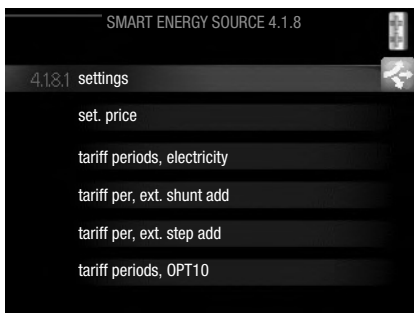 SMART ENERGY SOURCE 4.1.8
4.1.8.1 settings
set. price
tariff periods, electricity
tariff per, ext. shunt add
tariff per, ext. step add
tariff periods, OPT10